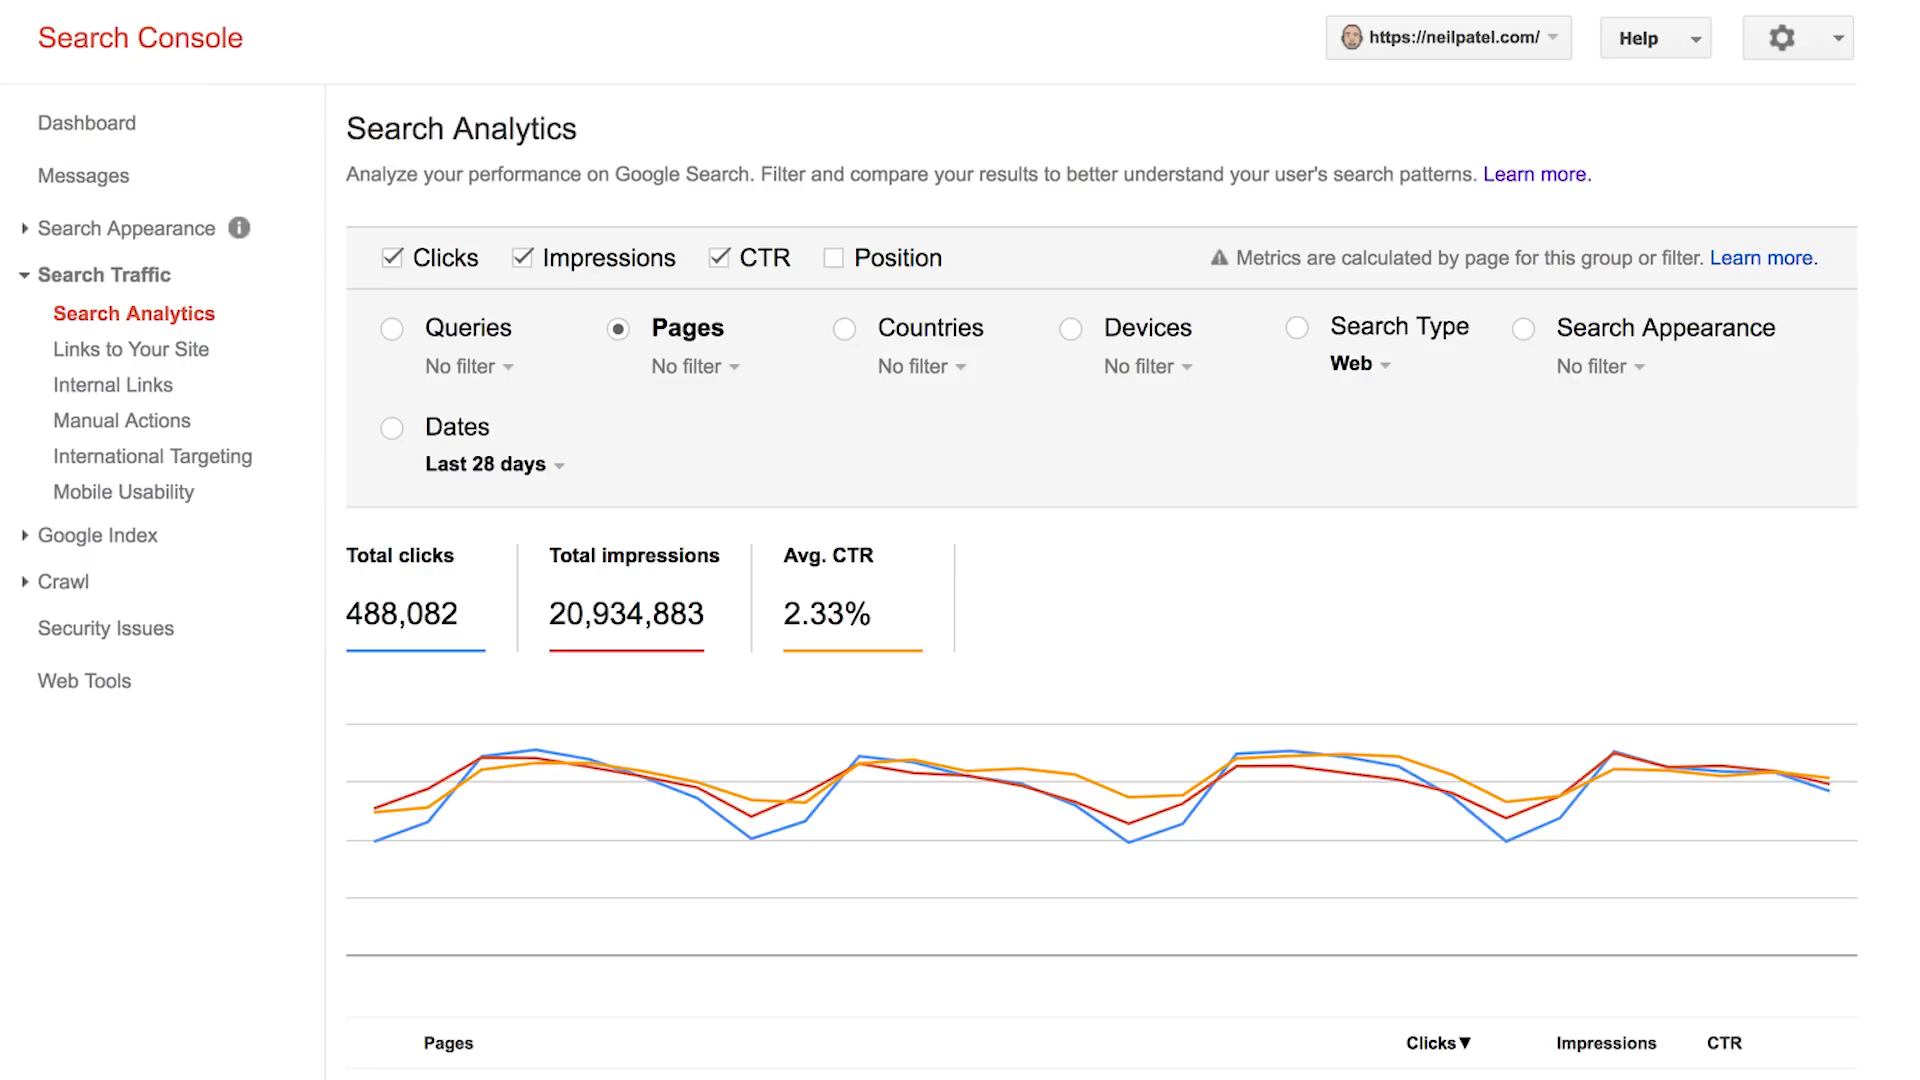 Search Console
https://neilpatel.com/
Help
Dashboard
Messages
Search Appearance
Search Traffic
Search Analytics
Links to Your Site
Internal Links
Manual Actions
International Targeting
Mobile Usability
Google Index
Crawl
Security Issues
Web Tools
Search Analytics
Analyze your performance on Google Search. Filter and compare your results to better understand your user's search patterns. Learn more.
Clicks Impressions CTR Position
Metrics are calculated by page for this group or filter. Learn more.
Queries Pages Countries Devices Search Type Search Appearance
No filter No filter No filter No filter Web No filter
Dates
Last 28 days
Total clicks Total impressions Avg. CTR
488,082 20,934,883 2.33%
Pages Clicks▼ Impressions CTR